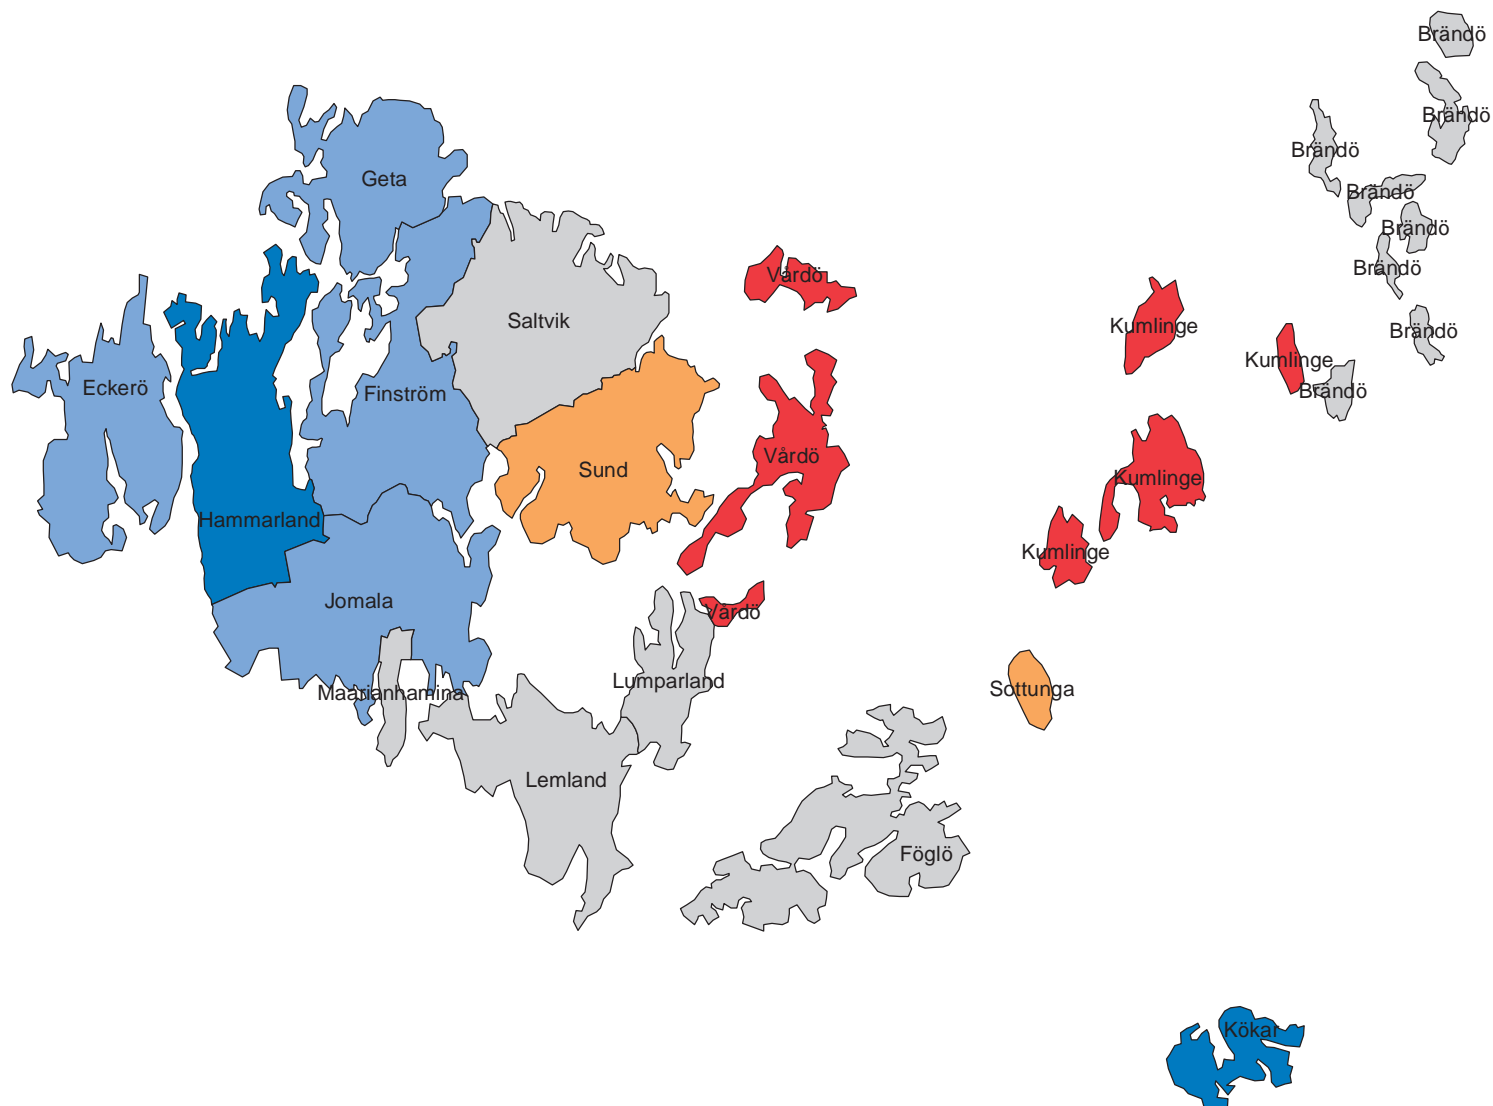 Brändö
Brändö
Brändö
Geta
Brändö
Brändö
Brändö
Vårdö
Saltvik
Kumlinge
Brändö
Kumlinge
Eckerö
Finström
Brändö
Vårdö
Sund
Kumlinge
Hammarland
Kumlinge
Jomala
Vårdö
Lumparland
Sottunga
Maarianhamina
Lemland
Föglö
Kökar